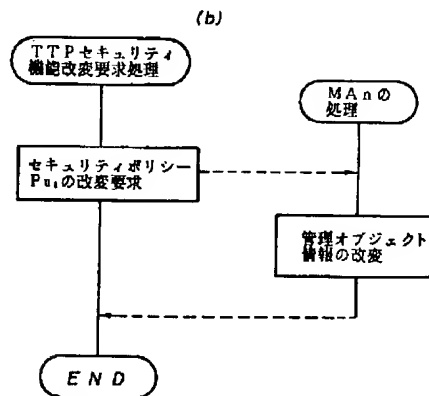 (b)
TTPセキュリティ
機能改変要求処理
MAnの
処理
セキュリティポリシー
Pu₁の改変要求
管理オブジェクト
情報の改変
END